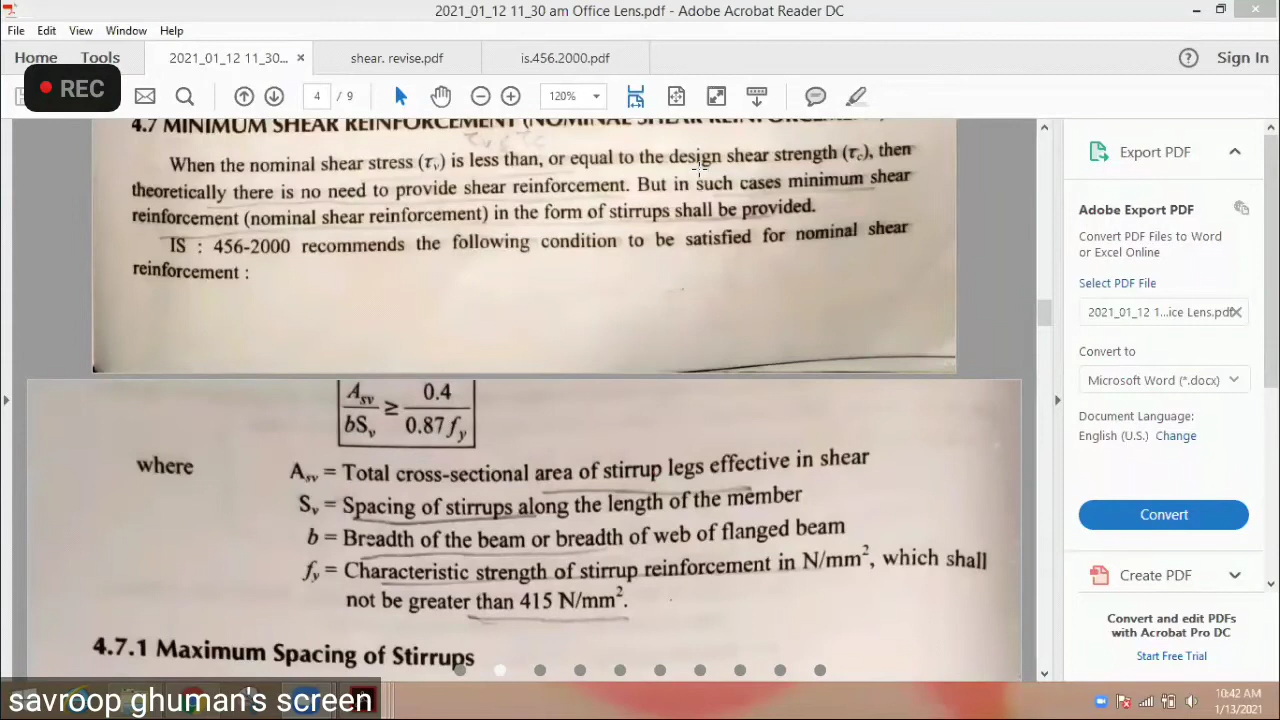 2021_01_12 11_30 am Office Lens.pdf - Adobe Acrobat Reader DC
File Edit View Window Help
Home Tools 2021_01_12 11_30... × shear. revise.pdf is.456.2000.pdf Sign In
REC
4 / 9 120%
4.7 MINIMUM SHEAR REINFORCEMENT (NOMINAL SHEAR REINFORCEMENT)
When the nominal shear stress (τv) is less than, or equal to the design shear strength (τc), then
theoretically there is no need to provide shear reinforcement. But in such cases minimum shear
reinforcement (nominal shear reinforcement) in the form of stirrups shall be provided.
IS : 456-2000 recommends the following condition to be satisfied for nominal shear
reinforcement :
Asv / bSv ≥ 0.4 / 0.87 fy
where Asv = Total cross-sectional area of stirrup legs effective in shear
Sv = Spacing of stirrups along the length of the member
b = Breadth of the beam or breadth of web of flanged beam
fy = Characteristic strength of stirrup reinforcement in N/mm², which shall
not be greater than 415 N/mm².
4.7.1 Maximum Spacing of Stirrups
Export PDF
Adobe Export PDF
Convert PDF Files to Word
or Excel Online
Select PDF File
2021_01_12 1...ice Lens.pdf
Convert to
Microsoft Word (*.docx)
Document Language:
English (U.S.) Change
Convert
Create PDF
Convert and edit PDFs
with Acrobat Pro DC
Start Free Trial
savroop ghuman's screen
10:42 AM
1/13/2021